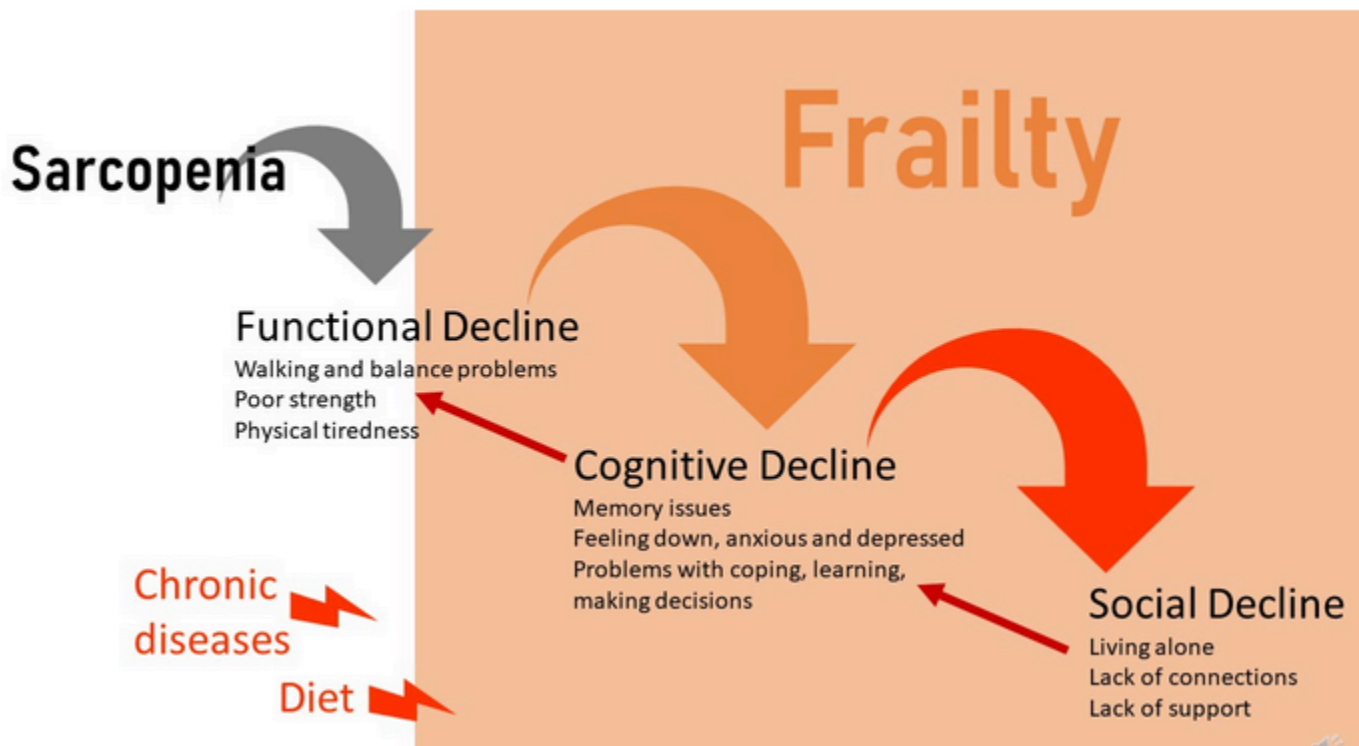 Frailty
Sarcopenia
Functional Decline
Walking and balance problems
Poor strength
Physical tiredness
Cognitive Decline
Memory issues
Feeling down, anxious and depressed
Problems with coping, learning,
making decisions
Chronic
diseases
Diet
Social Decline
Living alone
Lack of connections
Lack of support